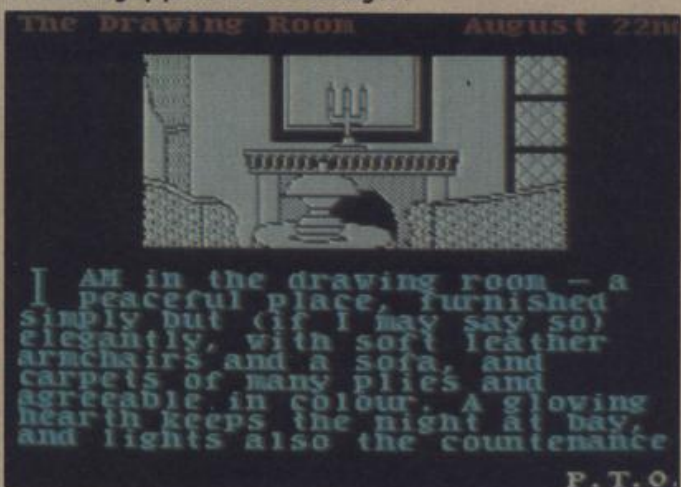 The Drawing Room August 22n
I AM in the drawing room – a
peaceful place, furnished
simply but (if I may say so)
elegantly, with soft leather
armchairs and a sofa, and
carpets of many plies and
agreeable in colour. A glowing
hearth keeps the night at bay,
and lights also the countenance
P.T.O.